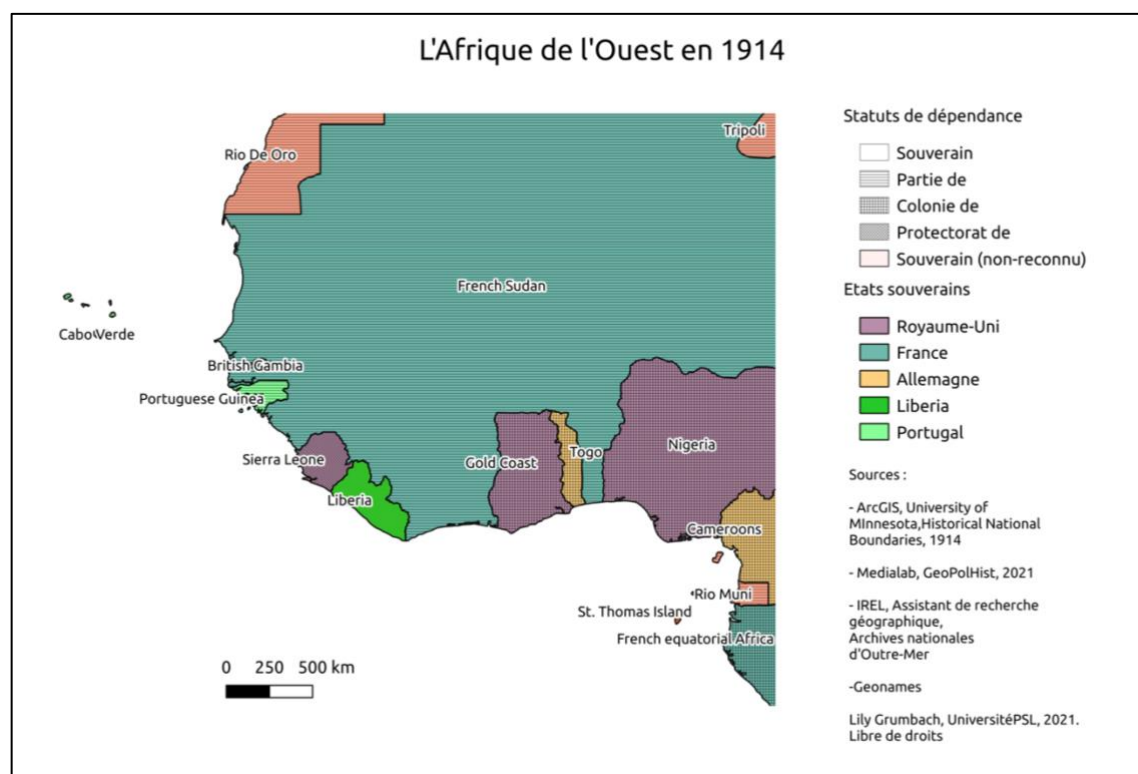 L'Afrique de l'Ouest en 1914
Rio De Oro
Tripoli
French Sudan
CaboVerde
British Gambia
Portuguese Guinea
Sierra Leone
Liberia
Gold Coast
Togo
Nigeria
Cameroons
Rio Muni
St. Thomas Island
French equatorial Africa
0 250 500 km
Statuts de dépendance
Souverain
Partie de
Colonie de
Protectorat de
Souverain (non-reconnu)
Etats souverains
Royaume-Uni
France
Allemagne
Liberia
Portugal
Sources :
- ArcGIS, University of
MInnesota,Historical National
Boundaries, 1914
- Medialab, GeoPolHist, 2021
- IREL, Assistant de recherche
géographique,
Archives nationales
d'Outre-Mer
-Geonames
Lily Grumbach, UniversitéPSL, 2021.
Libre de droits